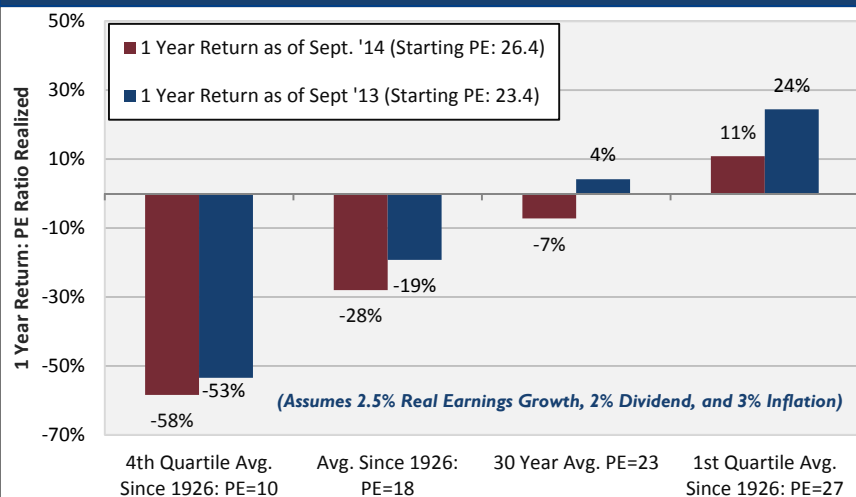 50%
30%
10%
-10%
-30%
-50%
-70%
1 Year Return: PE Ratio Realized
1 Year Return as of Sept. '14 (Starting PE: 26.4)
1 Year Return as of Sept '13 (Starting PE: 23.4)
-58%
-53%
-28%
-19%
-7%
4%
11%
24%
(Assumes 2.5% Real Earnings Growth, 2% Dividend, and 3% Inflation)
4th Quartile Avg.
Since 1926: PE=10
Avg. Since 1926:
PE=18
30 Year Avg. PE=23
1st Quartile Avg.
Since 1926: PE=27